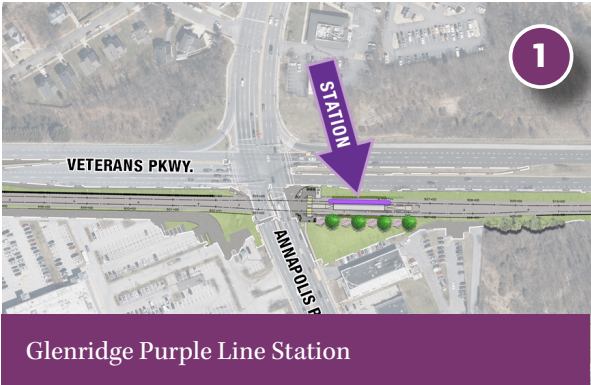 1
STATION
VETERANS PKWY.
ANNAPOLIS
Glenridge Purple Line Station